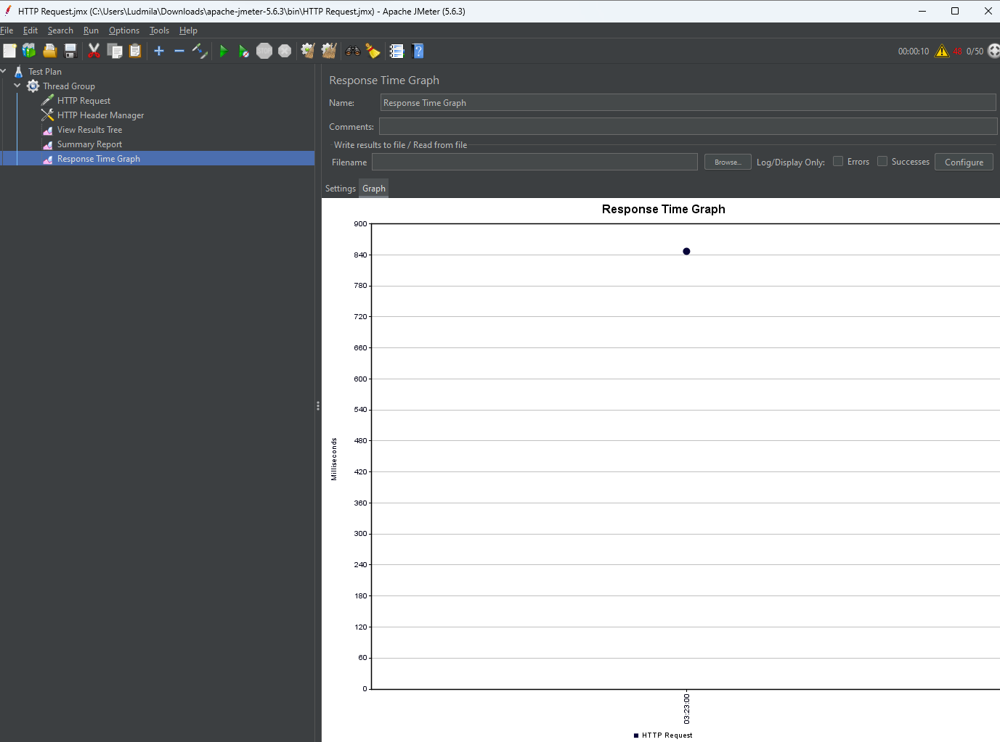 HTTP Request.jmx (C:\Users\Ludmila\Downloads\apache-jmeter-5.6.3\bin\HTTP Request.jmx) - Apache JMeter (5.6.3)
File Edit Search Run Options Tools Help
STOP
00:00:10 48 0/50
Test Plan
Thread Group
HTTP Request
HTTP Header Manager
View Results Tree
Summary Report
Response Time Graph
Response Time Graph
Name: Response Time Graph
Comments:
Write results to file / Read from file
Filename Browse... Log/Display Only: Errors Successes Configure
Settings Graph
Response Time Graph
900
840
780
720
660
600
540
480
420
360
300
240
180
120
60
0
Milliseconds
03:23:00
HTTP Request